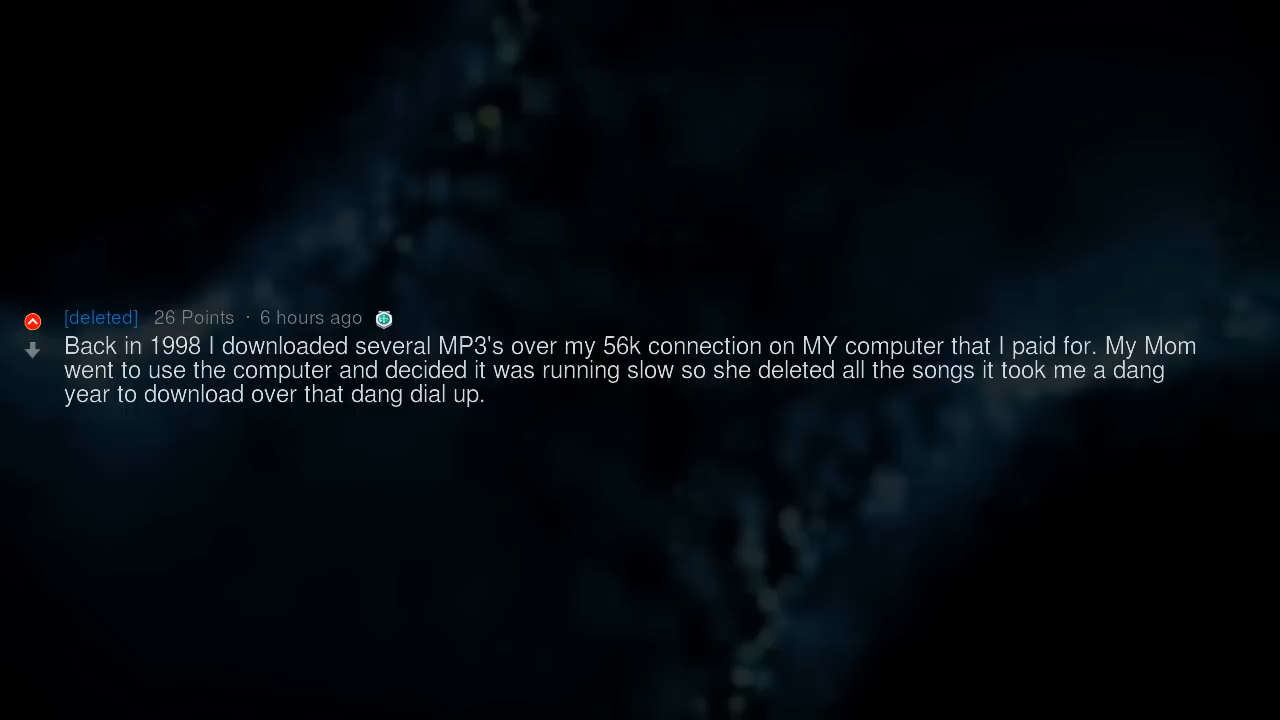 [deleted] 26 Points · 6 hours ago
Back in 1998 I downloaded several MP3's over my 56k connection on MY computer that I paid for. My Mom
went to use the computer and decided it was running slow so she deleted all the songs it took me a dang
year to download over that dang dial up.